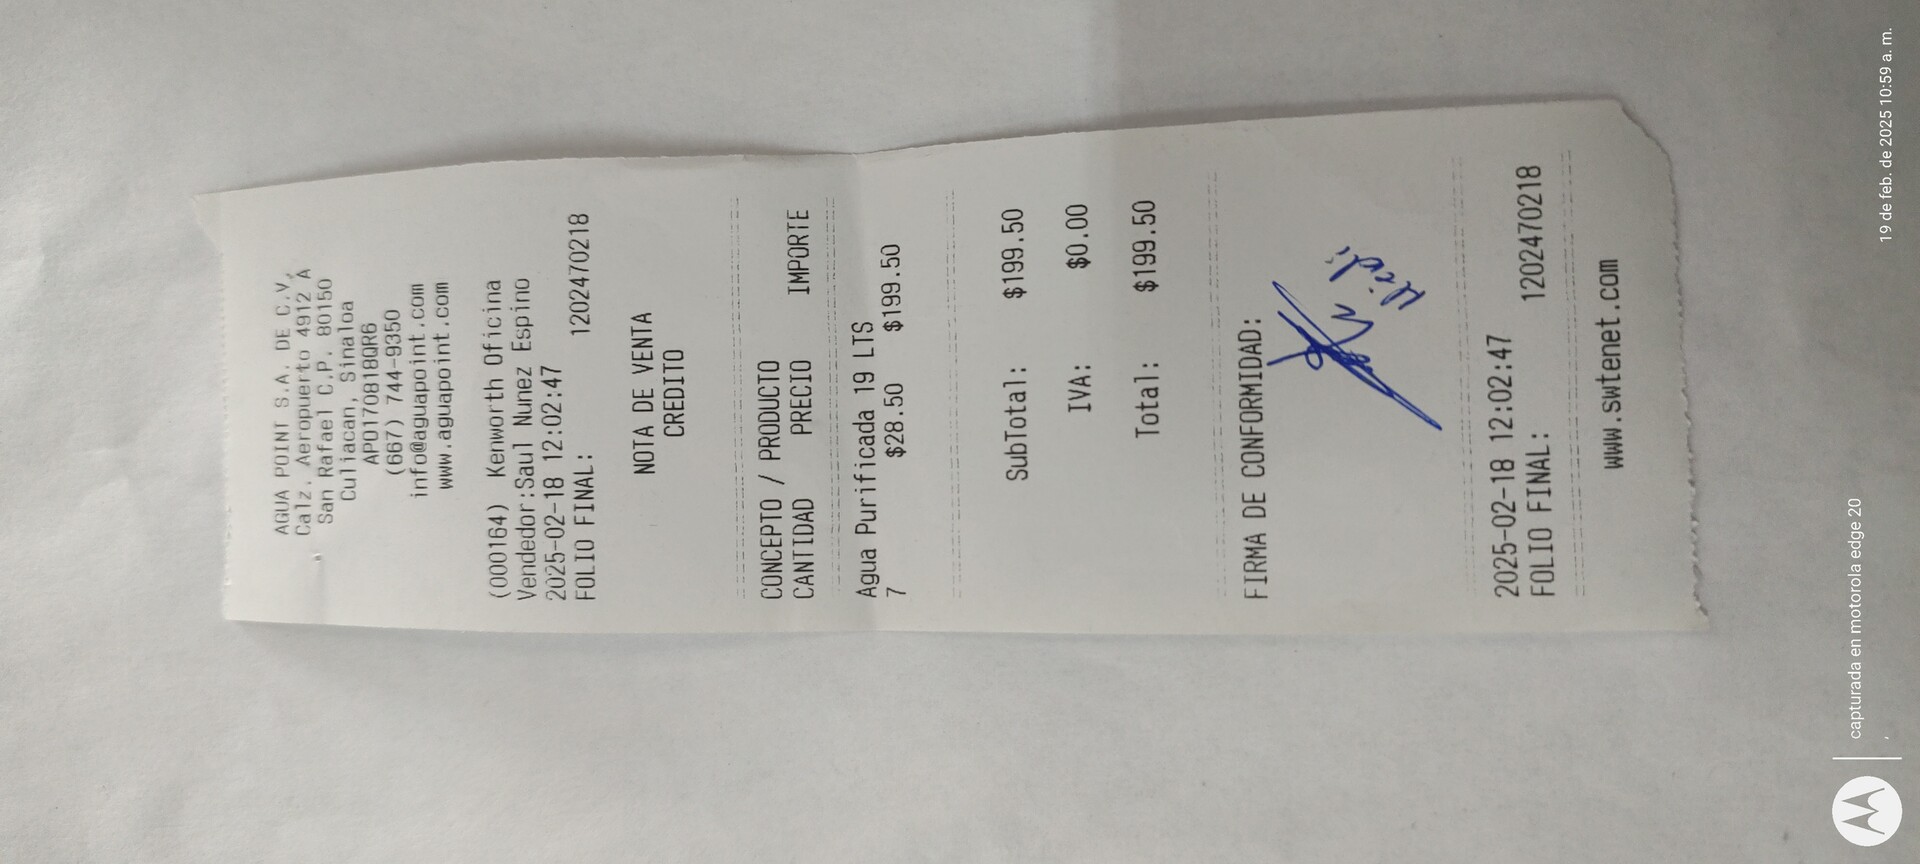 AGUA POINT S.A. DE C.V.
Calz. Aeropuerto 4912 A
San Rafael C.P. 80150
Culiacan, Sinaloa
APO170818QR6
(667) 744-9350
info@aguapoint.com
www.aguapoint.com
(000164) Kenworth Oficina
Vendedor:Saul Nunez Espino
2025-02-18 12:02:47
FOLIO FINAL: 1202470218
NOTA DE VENTA
CREDITO
CONCEPTO / PRODUCTO
CANTIDAD PRECIO IMPORTE
Agua Purificada 19 LTS
7 $28.50 $199.50
SubTotal: $199.50
IVA: $0.00
Total: $199.50
FIRMA DE CONFORMIDAD:
2025-02-18 12:02:47
FOLIO FINAL: 1202470218
www.swtenet.com
capturada en motorola edge 20
19 de feb. de 2025 10:59 a. m.